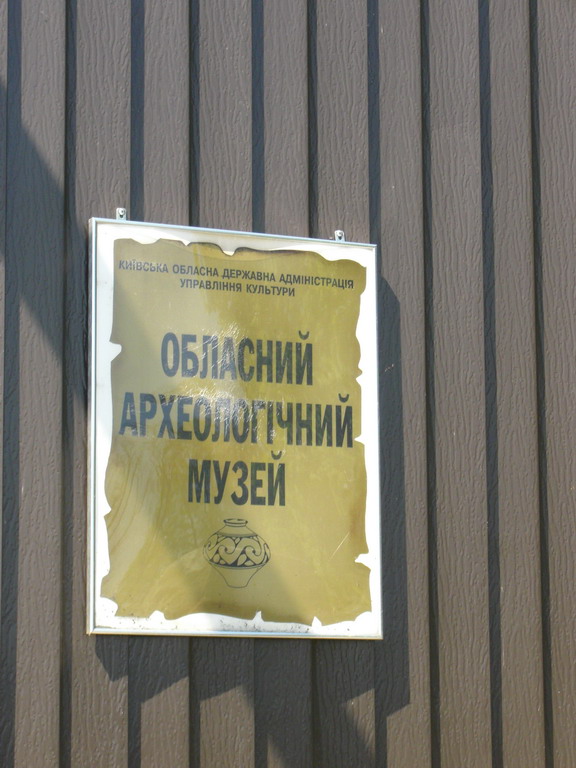 КИЇВСЬКА ОБЛАСНА ДЕРЖАВНА АДМІНІСТРАЦІЯ
УПРАВЛІННЯ КУЛЬТУРИ
ОБЛАСНИЙ
АРХЕОЛОГІЧНИЙ
МУЗЕЙ